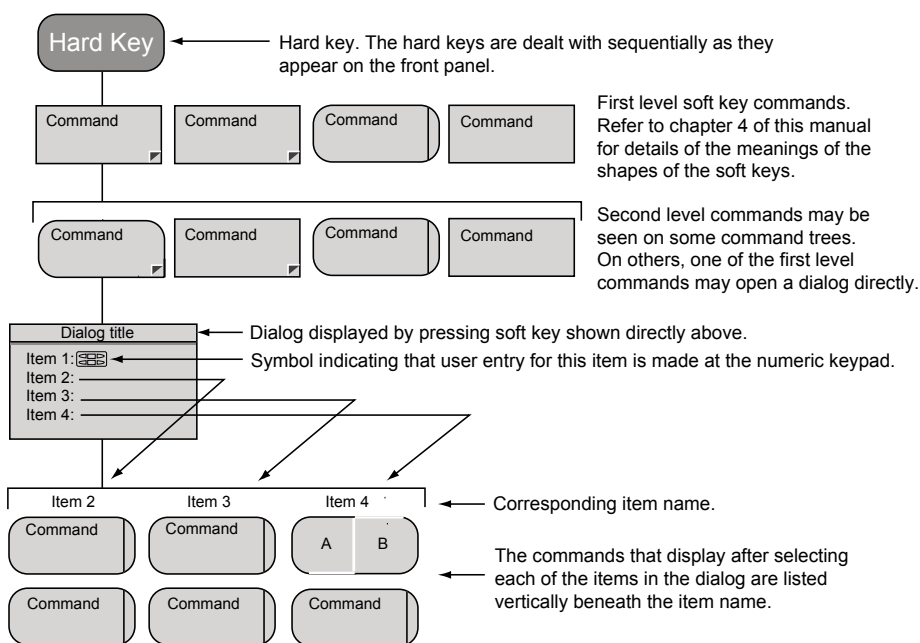 Hard Key
Hard key. The hard keys are dealt with sequentially as they
appear on the front panel.
Command
Command
Command
Command
First level soft key commands.
Refer to chapter 4 of this manual
for details of the meanings of the
shapes of the soft keys.
Command
Command
Command
Command
Second level commands may be
seen on some command trees.
On others, one of the first level
commands may open a dialog directly.
Dialog title
Dialog displayed by pressing soft key shown directly above.
Item 1:
Symbol indicating that user entry for this item is made at the numeric keypad.
Item 2:
Item 3:
Item 4:
Item 2
Item 3
Item 4
Corresponding item name.
Command
Command
A
B
The commands that display after selecting
each of the items in the dialog are listed
vertically beneath the item name.
Command
Command
Command